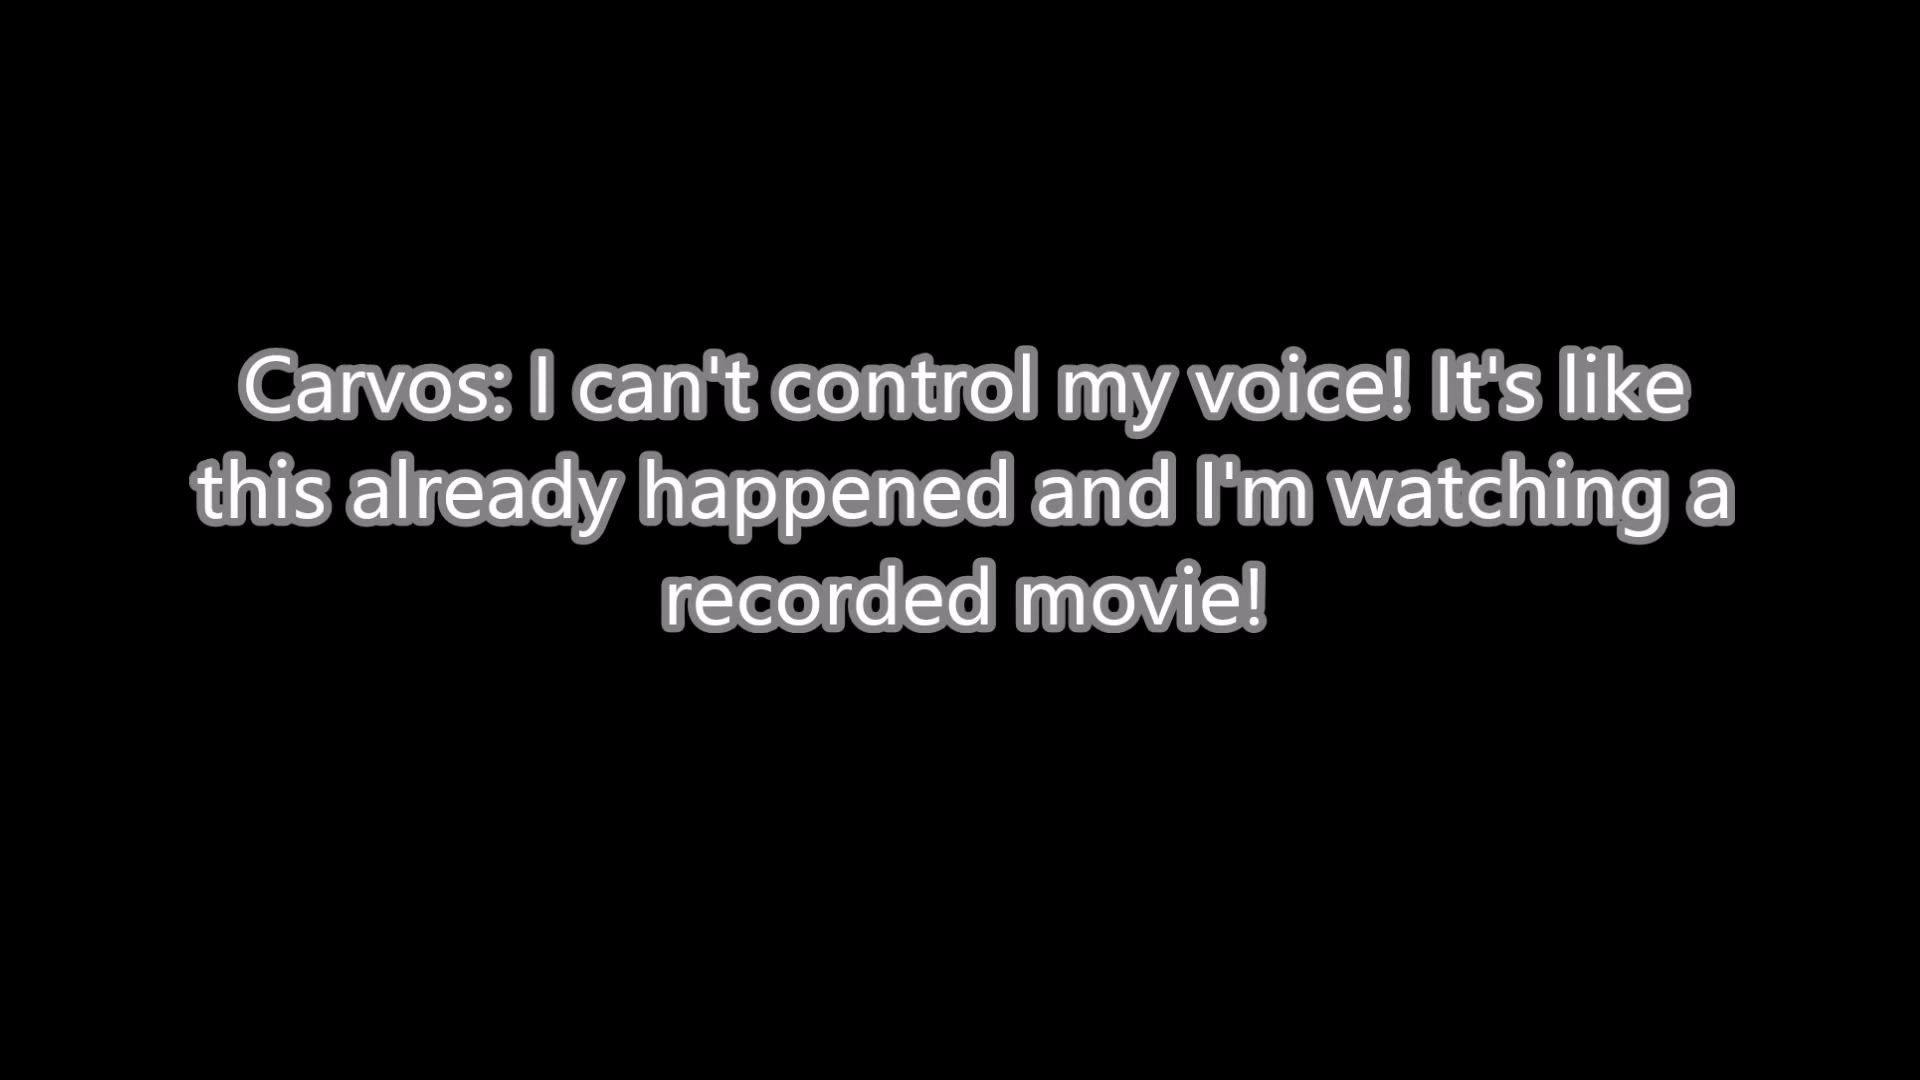 Carvos: I can't control my voice! It's like
this already happened and I'm watching a
recorded movie!